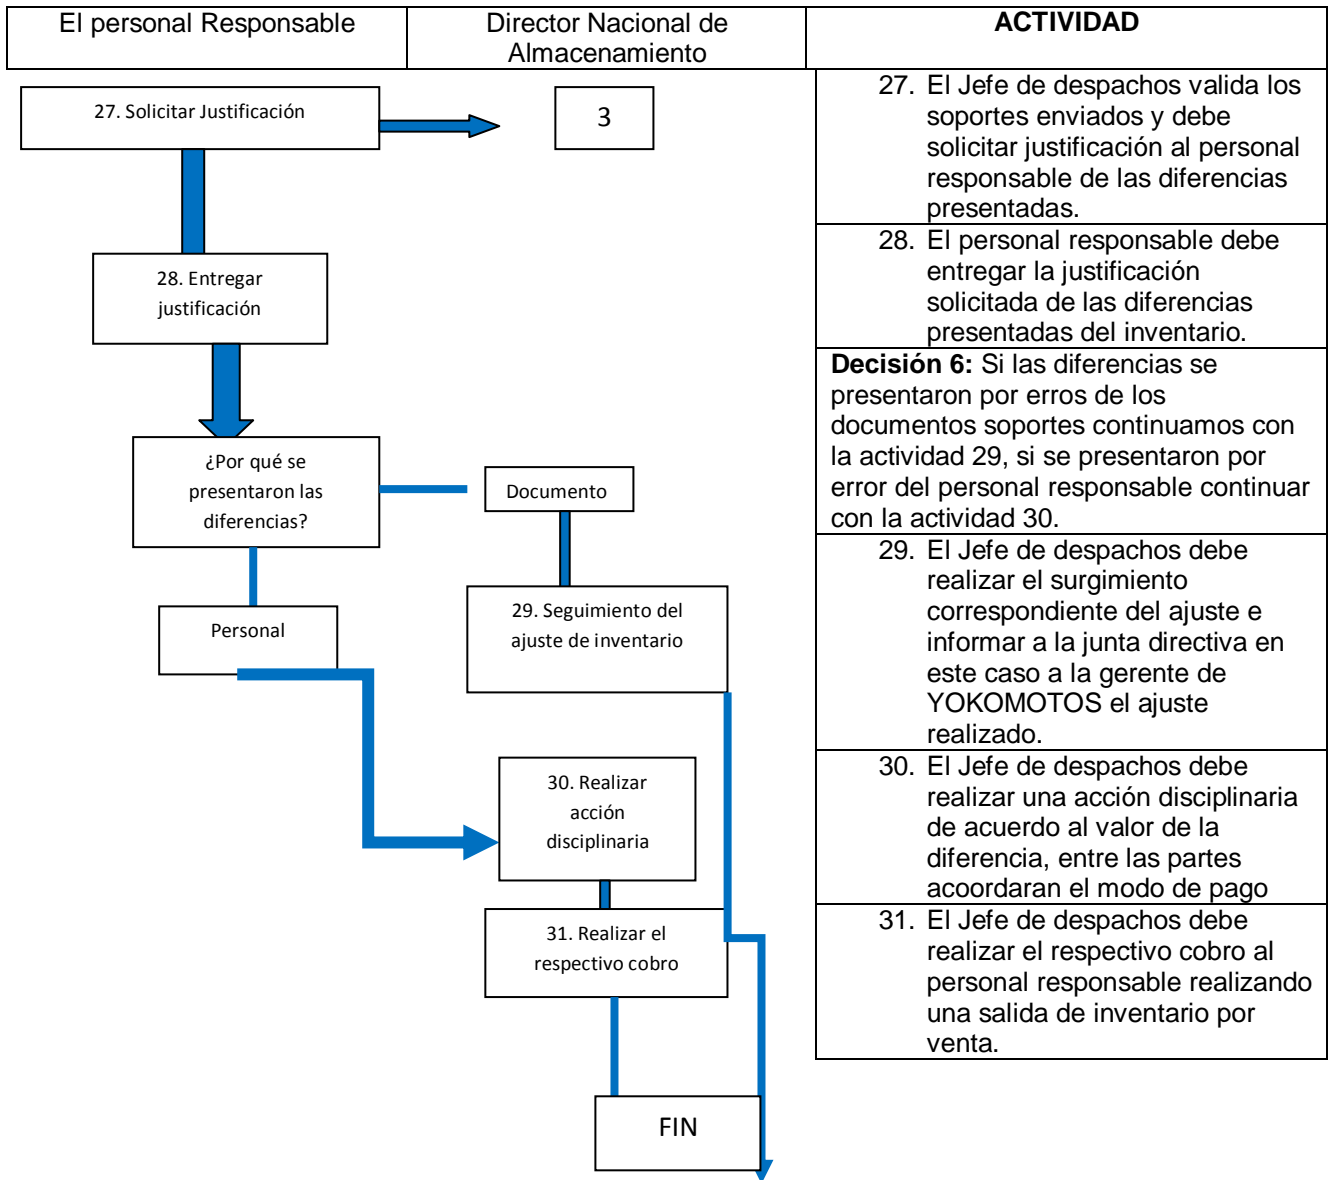 El personal Responsable
Director Nacional de
Almacenamiento
ACTIVIDAD
27. Solicitar Justificación
3
28. Entregar
justificación
¿Por qué se
presentaron las
diferencias?
Documento
Personal
29. Seguimiento del
ajuste de inventario
30. Realizar
acción
disciplinaria
31. Realizar el
respectivo cobro
FIN
27. El Jefe de despachos valida los
soportes enviados y debe
solicitar justificación al personal
responsable de las diferencias
presentadas.
28. El personal responsable debe
entregar la justificación
solicitada de las diferencias
presentadas del inventario.
Decisión 6: Si las diferencias se
presentaron por erros de los
documentos soportes continuamos con
la actividad 29, si se presentaron por
error del personal responsable continuar
con la actividad 30.
29. El Jefe de despachos debe
realizar el surgimiento
correspondiente del ajuste e
informar a la junta directiva en
este caso a la gerente de
YOKOMOTOS el ajuste
realizado.
30. El Jefe de despachos debe
realizar una acción disciplinaria
de acuerdo al valor de la
diferencia, entre las partes
acoordaran el modo de pago
31. El Jefe de despachos debe
realizar el respectivo cobro al
personal responsable realizando
una salida de inventario por
venta.